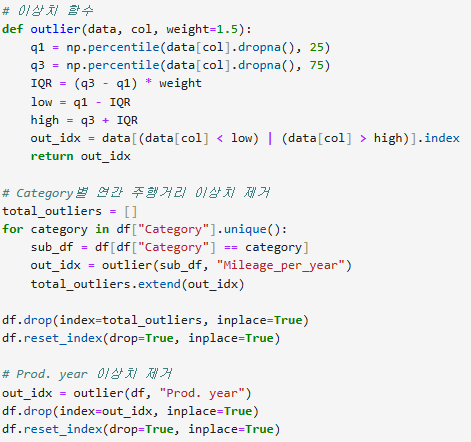 # 이상치 함수
def outlier(data, col, weight=1.5):
    q1 = np.percentile(data[col].dropna(), 25)
    q3 = np.percentile(data[col].dropna(), 75)
    IQR = (q3 - q1) * weight
    low = q1 - IQR
    high = q3 + IQR
    out_idx = data[(data[col] < low) | (data[col] > high)].index
    return out_idx

# Category별 연간 주행거리 이상치 제거
total_outliers = []
for category in df["Category"].unique():
    sub_df = df[df["Category"] == category]
    out_idx = outlier(sub_df, "Mileage_per_year")
    total_outliers.extend(out_idx)

df.drop(index=total_outliers, inplace=True)
df.reset_index(drop=True, inplace=True)

# Prod. year 이상치 제거
out_idx = outlier(df, "Prod. year")
df.drop(index=out_idx, inplace=True)
df.reset_index(drop=True, inplace=True)